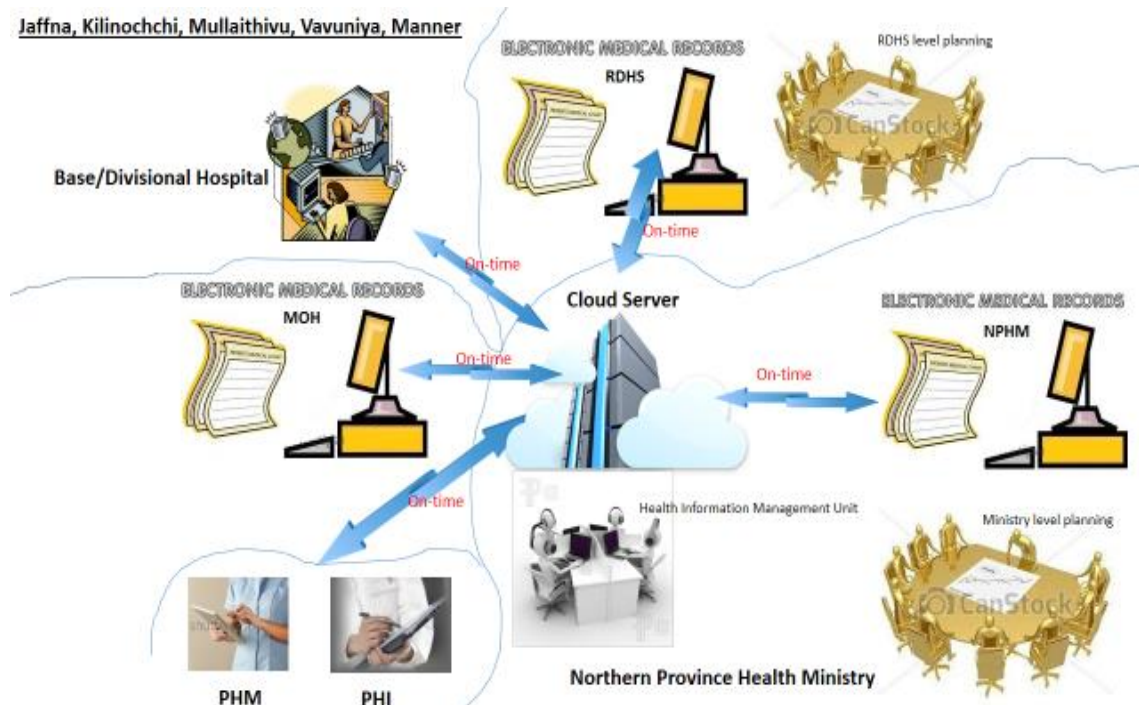 Jaffna, Kilinochchi, Mullaithivu, Vavuniya, Manner
ELECTRONIC MEDICAL RECORDS
RDHS
RDHS level planning
CanStock
Base/Divisional Hospital
On-time
On-time
ELECTRONIC MEDICAL RECORDS
MOH
Cloud Server
ELECTRONIC MEDICAL RECORDS
NPHM
On-time
On-time
On-time
Health Information Management Unit
Ministry level planning
CanStock
Northern Province Health Ministry
PHM
PHI